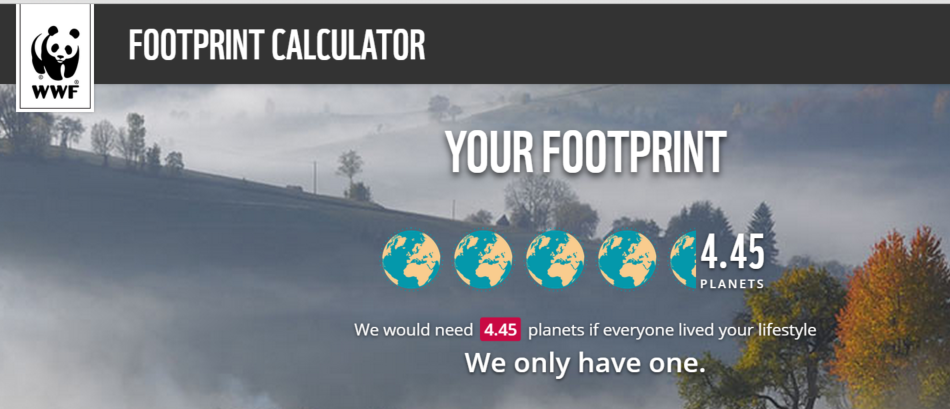 WWF
FOOTPRINT CALCULATOR
YOUR FOOTPRINT
4.45
PLANETS
We would need 4.45 planets if everyone lived your lifestyle
We only have one.